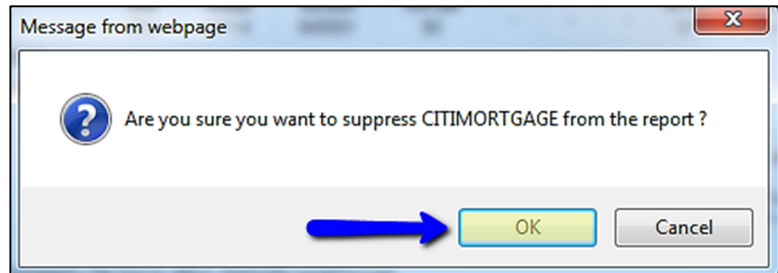 Message from webpage
Are you sure you want to suppress CITIMORTGAGE from the report ?
OK
Cancel